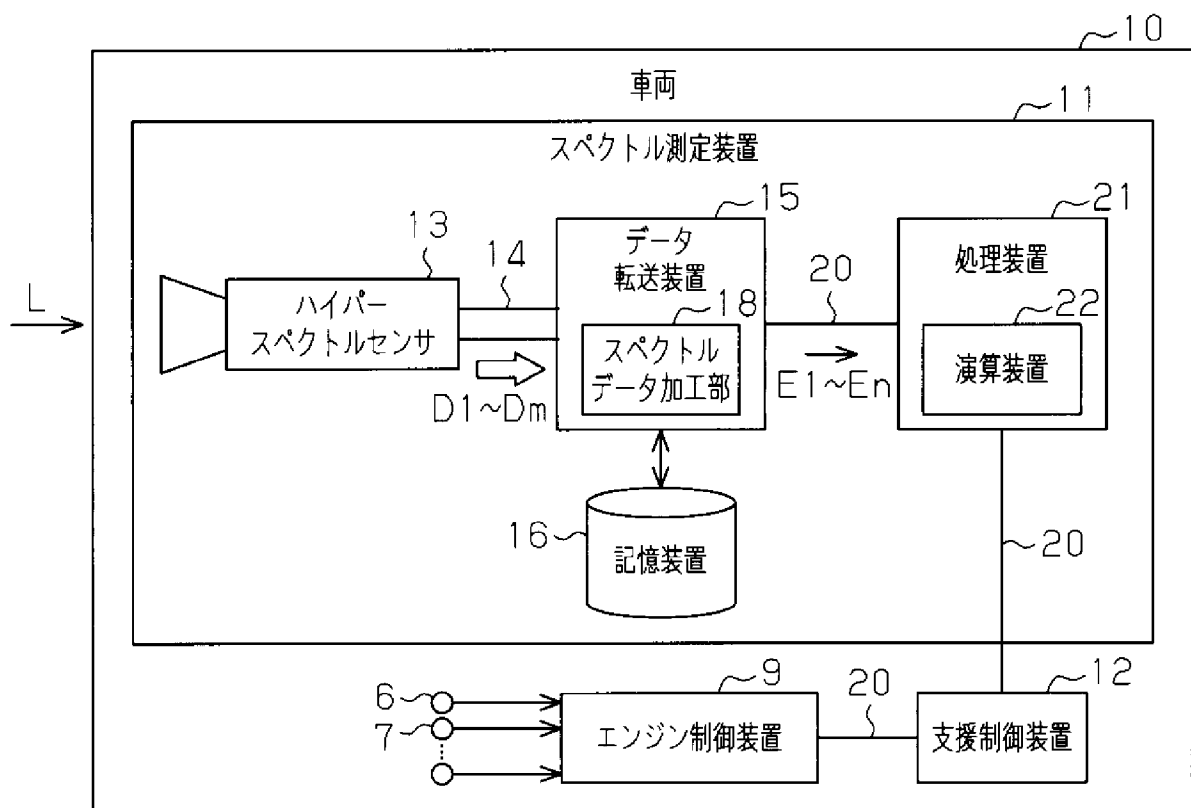 10
車両
11
スペクトル測定装置
L
13
ハイパー
スペクトルセンサ
14
D1~Dm
15
データ
転送装置
18
スペクトル
データ加工部
20
E1~En
21
処理装置
22
演算装置
16
記憶装置
20
6
7
9
エンジン制御装置
20
12
支援制御装置